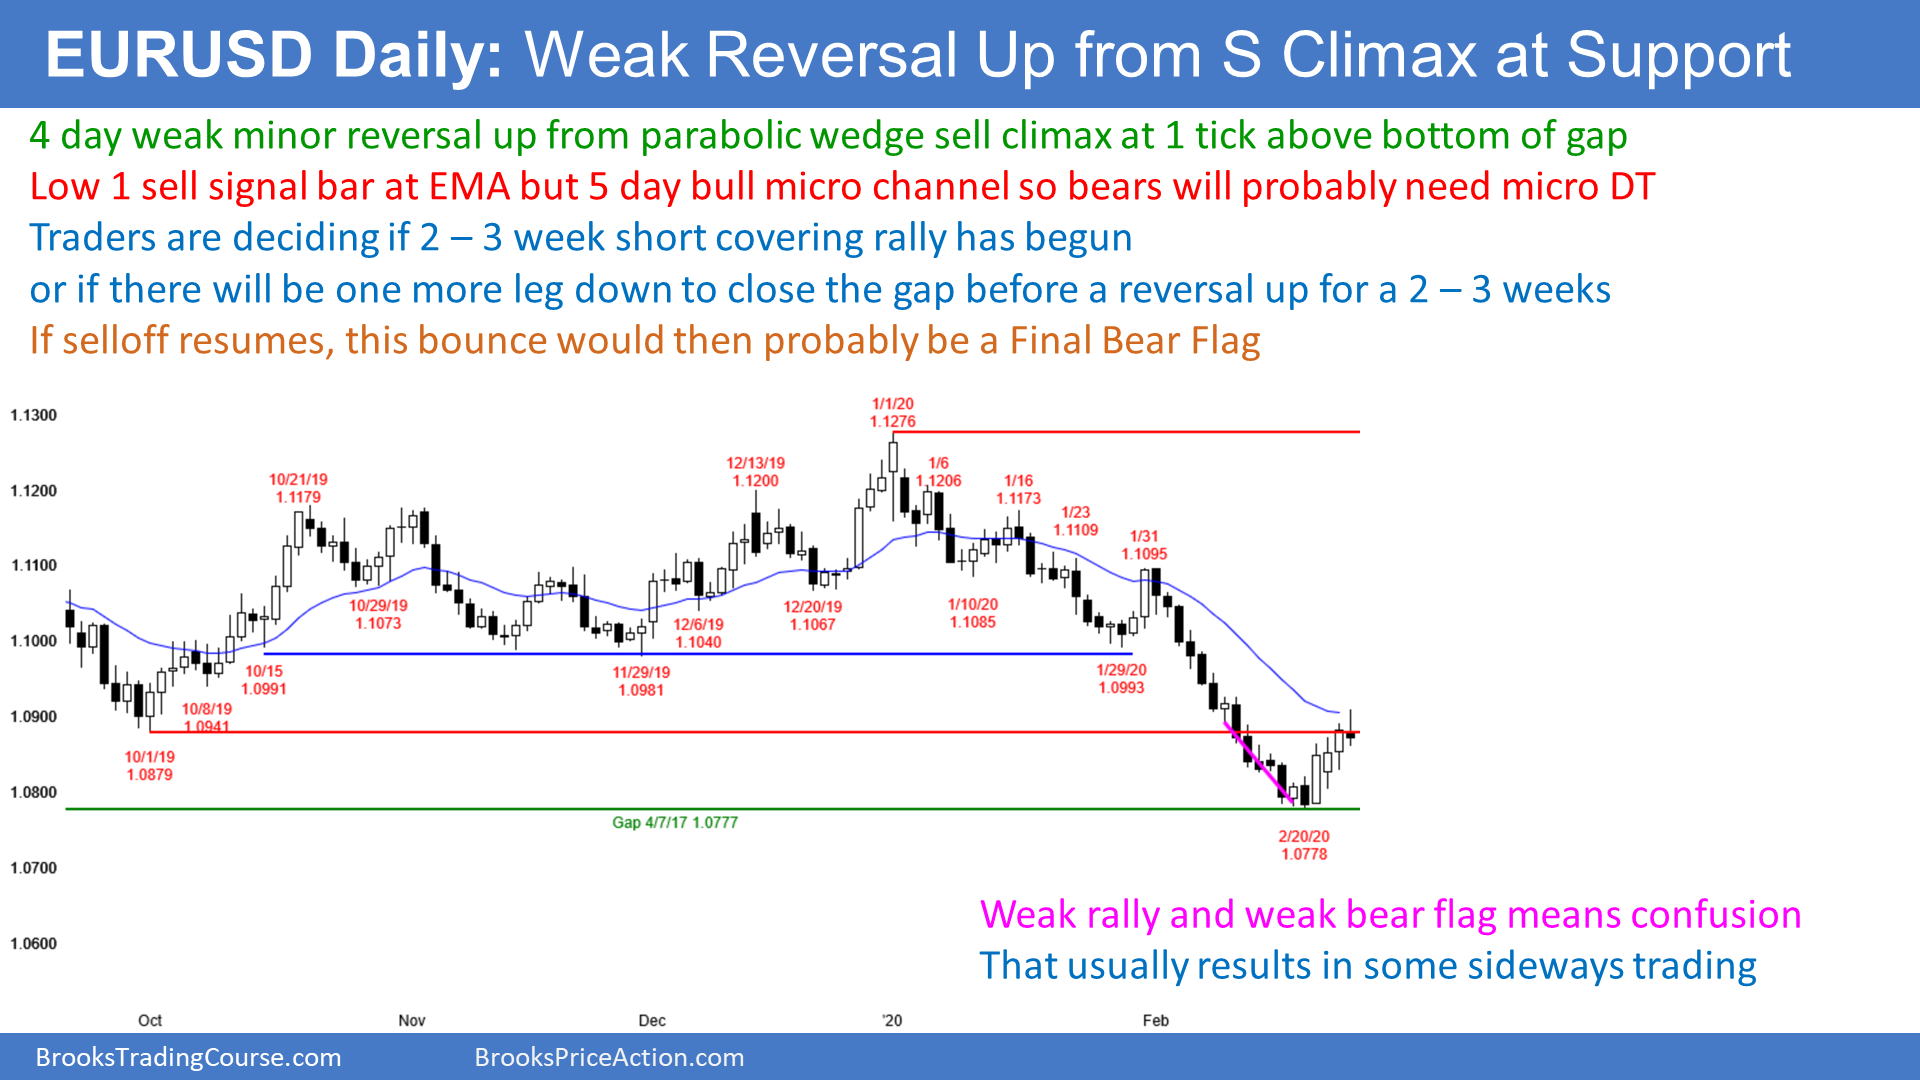 EURUSD Daily: Weak Reversal Up from S Climax at Support
4 day weak minor reversal up from parabolic wedge sell climax at 1 tick above bottom of gap
Low 1 sell signal bar at EMA but 5 day bull micro channel so bears will probably need micro DT
Traders are deciding if 2 – 3 week short covering rally has begun
or if there will be one more leg down to close the gap before a reversal up for a 2 – 3 weeks
If selloff resumes, this bounce would then probably be a Final Bear Flag
1.1300
1.1200
1.1100
1.1000
1.0900
1.0800
1.0700
1.0600
10/1/19
1.0879
10/8/19
1.0941
10/15
1.0991
10/21/19
1.1179
10/29/19
1.1073
11/29/19
1.0981
12/6/19
1.1040
12/13/19
1.1200
12/20/19
1.1067
1/1/20
1.1276
1/6
1.1206
1/10/20
1.1085
1/16
1.1173
1/23
1.1109
1/29/20
1.0993
1/31
1.1095
Gap 4/7/17 1.0777
2/20/20
1.0778
Weak rally and weak bear flag means confusion
That usually results in some sideways trading
Oct
Nov
Dec
'20
Feb
BrooksTradingCourse.com
BrooksPriceAction.com